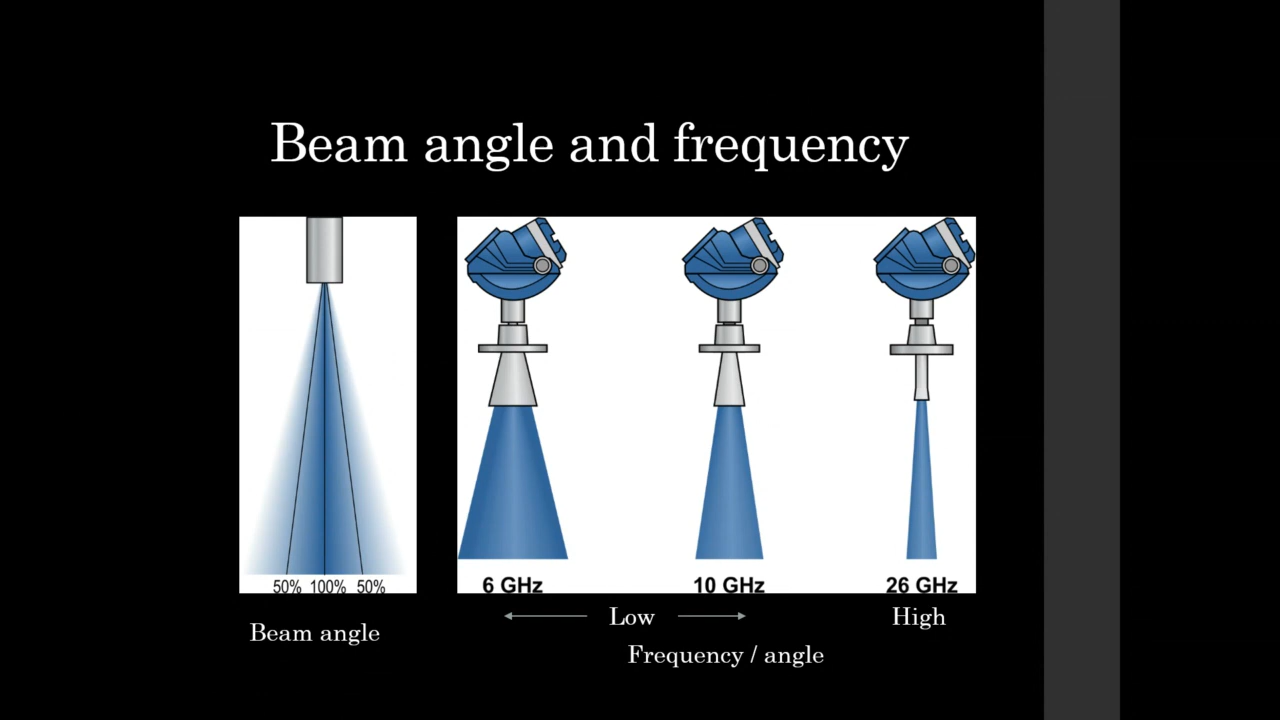 Beam angle and frequency
50% 100% 50%
6 GHz
10 GHz
26 GHz
Beam angle
Low
High
Frequency / angle